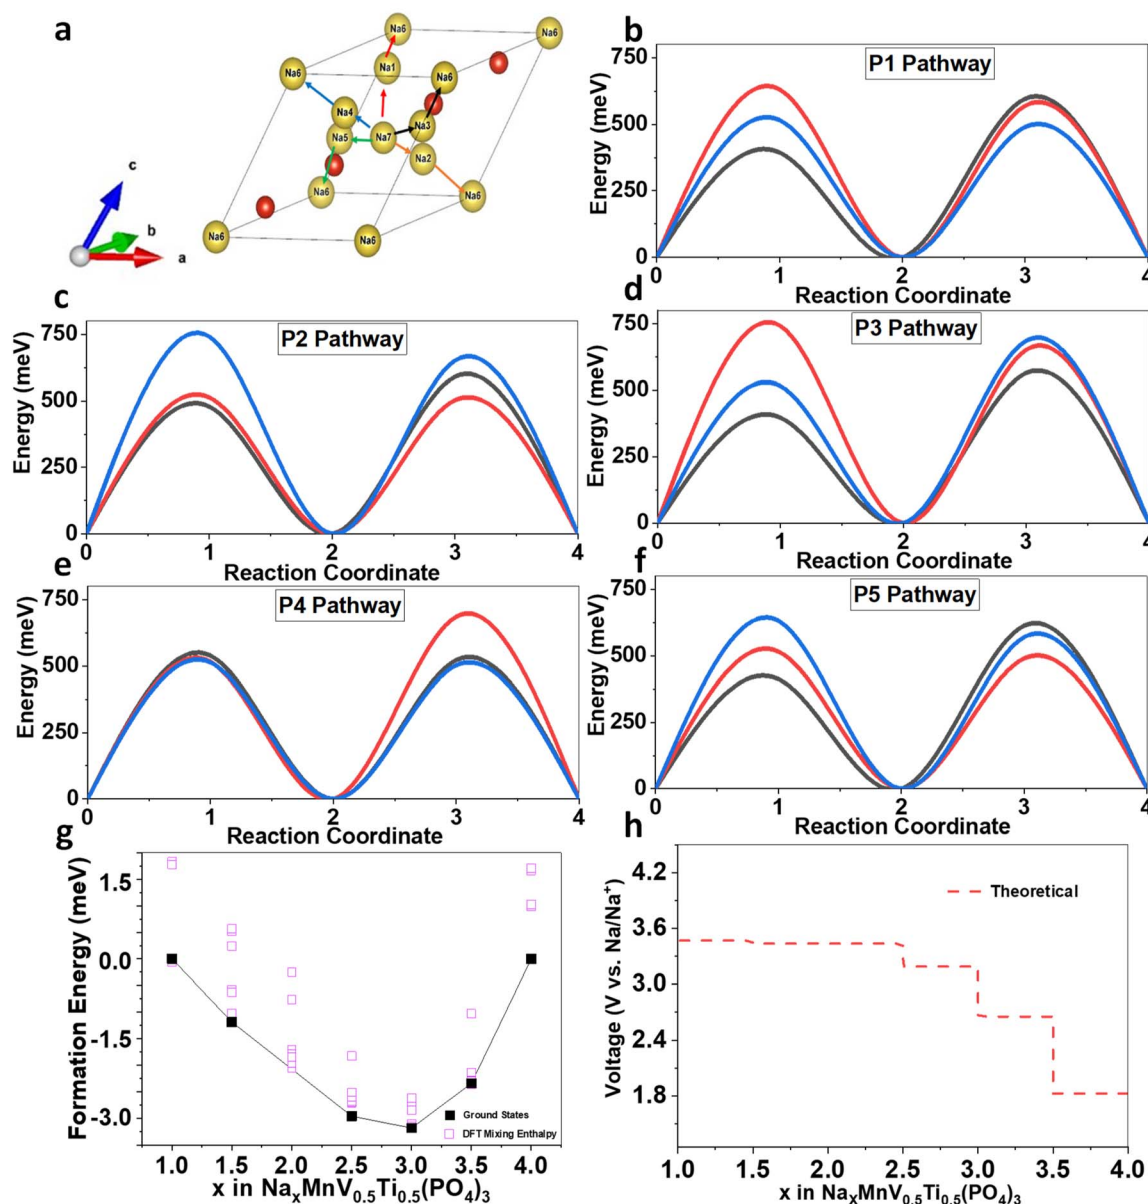 a
Na6
Na6
Na6
Na1
Na6
Na4
Na3
Na5
Na7
Na2
Na6
Na6
Na6
Na6
c
b
a
b
P1 Pathway
Energy (meV)
750
500
250
0
0 1 2 3 4
Reaction Coordinate
c
P2 Pathway
Energy (meV)
750
500
250
0
0 1 2 3 4
Reaction Coordinate
d
P3 Pathway
Energy (meV)
750
500
250
0
0 1 2 3 4
Reaction Coordinate
e
P4 Pathway
Energy (meV)
750
500
250
0
0 1 2 3 4
Reaction Coordinate
f
P5 Pathway
Energy (meV)
750
500
250
0
0 1 2 3 4
Reaction Coordinate
g
Formation Energy (meV)
1.5
0.0
-1.5
-3.0
Ground States
DFT Mixing Enthalpy
1.0 1.5 2.0 2.5 3.0 3.5 4.0
x in NaₓMnV₀.₅Ti₀.₅(PO₄)₃
h
Voltage (V vs. Na/Na⁺)
4.2
3.6
3.0
2.4
1.8
Theoretical
1.0 1.5 2.0 2.5 3.0 3.5 4.0
x in NaₓMnV₀.₅Ti₀.₅(PO₄)₃